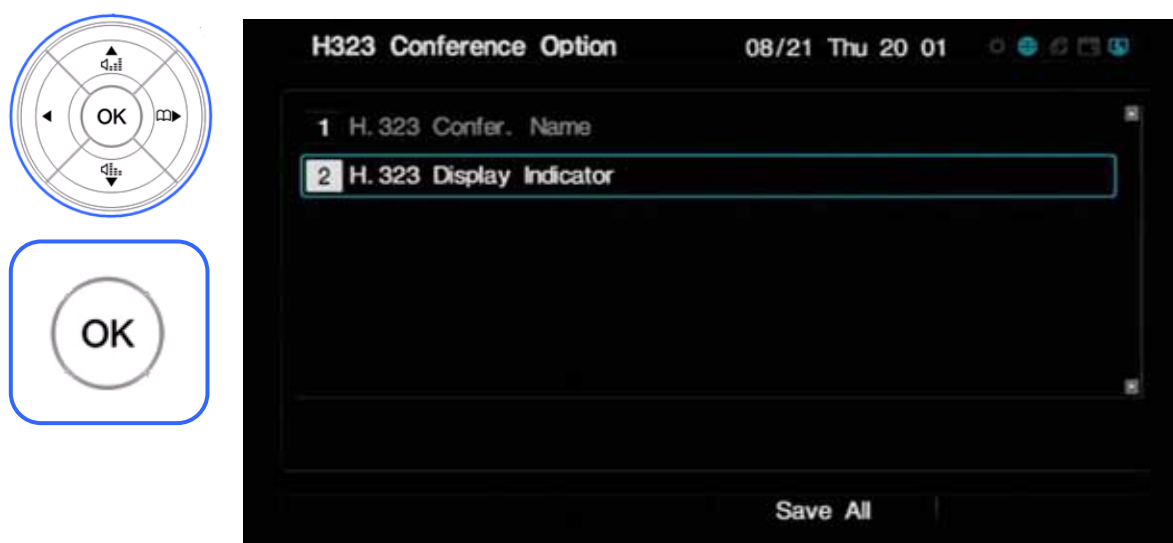 OK
OK
H323 Conference Option 08/21 Thu 20 01
1 H.323 Confer. Name
2 H.323 Display Indicator
Save All